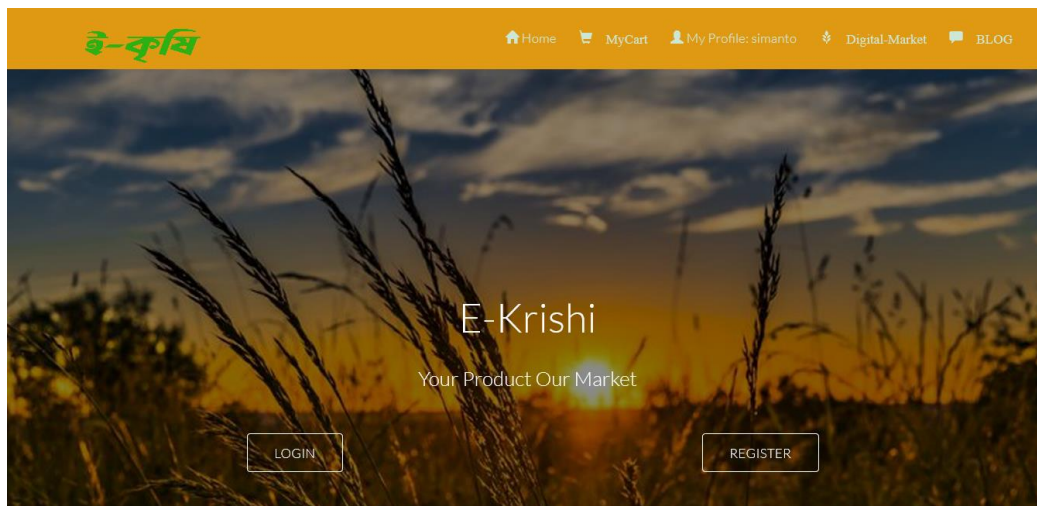 ই-কৃষি
Home MyCart My Profile: simanto Digital-Market BLOG
E-Krishi
Your Product Our Market
LOGIN REGISTER